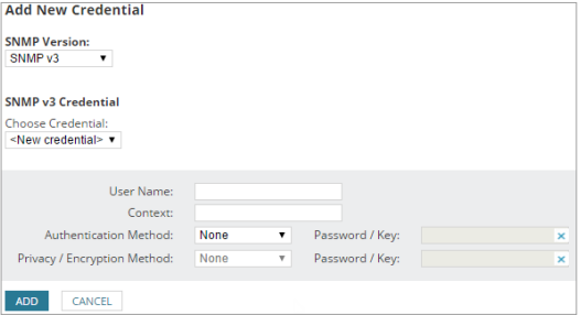 Add New Credential
SNMP Version:
SNMP v3
SNMP v3 Credential
Choose Credential:
<New credential>
User Name:
Context:
Authentication Method: None Password / Key:
Privacy / Encryption Method: None Password / Key:
ADD CANCEL